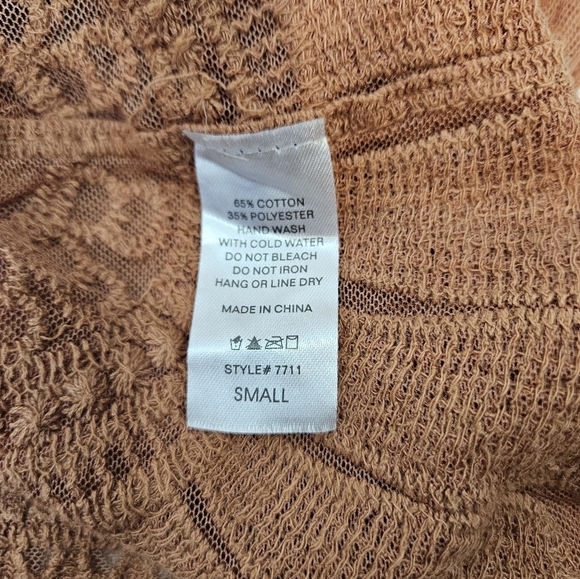 65% COTTON
35% POLYESTER
HAND WASH
WITH COLD WATER
DO NOT BLEACH
DO NOT IRON
HANG OR LINE DRY
MADE IN CHINA
STYLE# 7711
SMALL